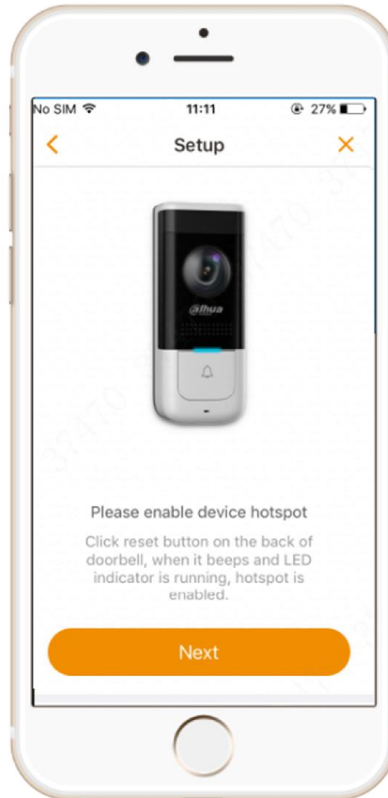 No SIM 11:11 27%
Setup
alhua
Please enable device hotspot
Click reset button on the back of
doorbell, when it beeps and LED
indicator is running, hotspot is
enabled.
Next